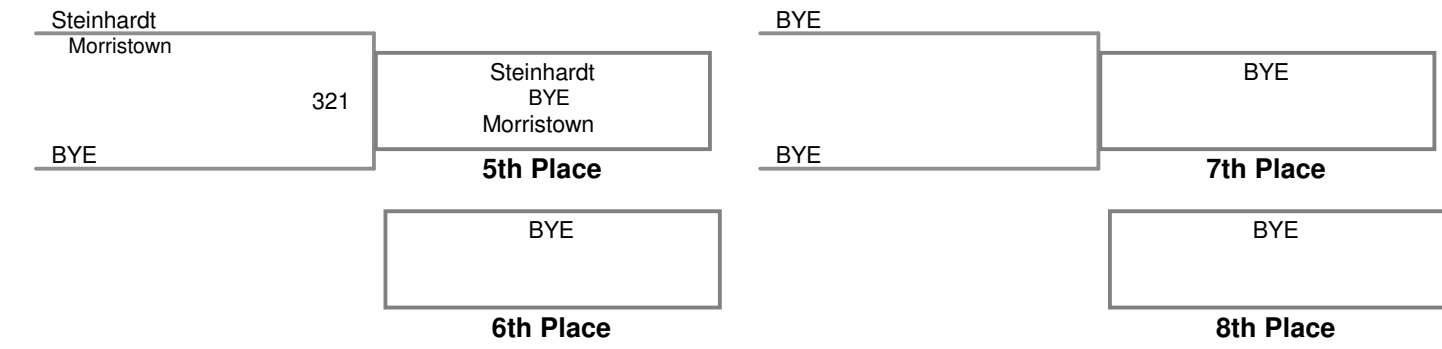 Steinhardt
Morristown
321
BYE
Steinhardt
BYE
Morristown
5th Place
BYE
6th Place
BYE
BYE
BYE
7th Place
BYE
8th Place